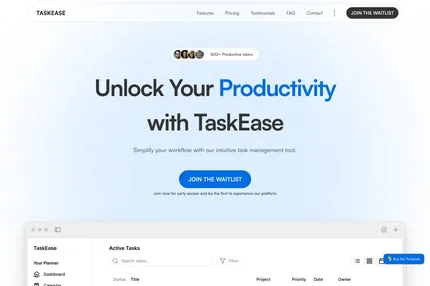 TASKEASE
Features Pricing Testimonials FAQ Contact
JOIN THE WAITLIST
500+ Productive Users
Unlock Your Productivity
with TaskEase
Simplify your workflow with our intuitive task management tool.
JOIN THE WAITLIST
Join now for early access and be the first to experience our platform.
TaskEase
Active Tasks
Your Planner
Search tasks..
Filter
Buy this Template
Dashboard
Status Title Project Priority Date Owner
Calendar